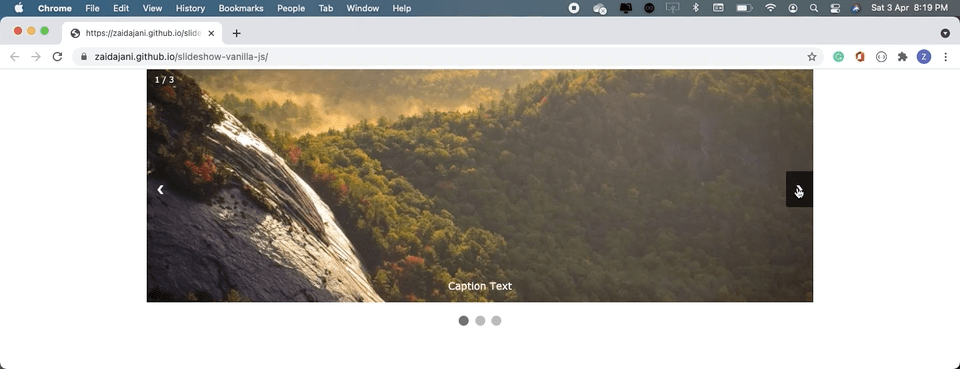 Chrome File Edit View History Bookmarks People Tab Window Help Sat 3 Apr 8:19 PM
https://zaidajani.github.io/slide
zaidajani.github.io/slideshow-vanilla-js/
Z
1 / 3
❮
Caption Text